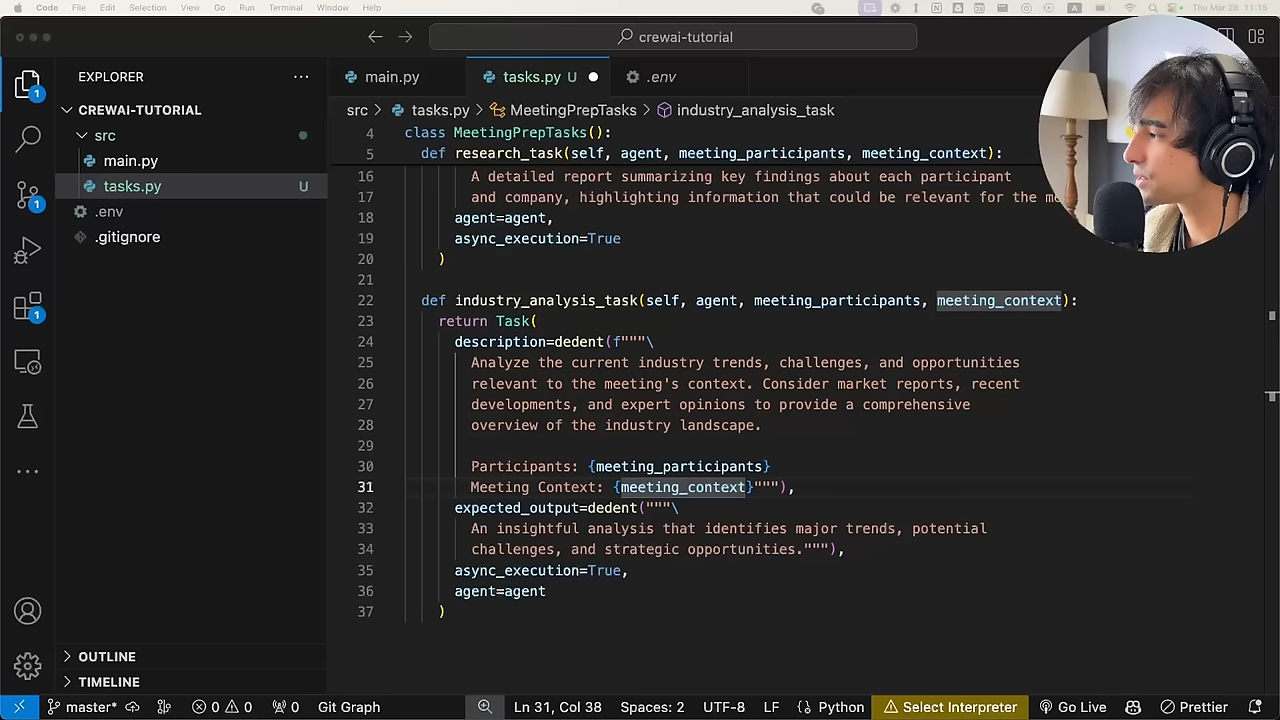 Code File Edit Selection View Go Run Terminal Window Help Thu Mar 28 11:15
crewai-tutorial
EXPLORER
main.py
tasks.py U
.env
CREWAI-TUTORIAL
src > tasks.py > MeetingPrepTasks > industry_analysis_task
src
main.py
tasks.py U
.env
.gitignore
1
1
1
4 class MeetingPrepTasks():
5 def research_task(self, agent, meeting_participants, meeting_context):
16 A detailed report summarizing key findings about each participant
17 and company, highlighting information that could be relevant for the
18 agent=agent,
19 async_execution=True
20 )
21
22 def industry_analysis_task(self, agent, meeting_participants, meeting_context):
23 return Task(
24 description=dedent(f"""\
25 Analyze the current industry trends, challenges, and opportunities
26 relevant to the meeting's context. Consider market reports, recent
27 developments, and expert opinions to provide a comprehensive
28 overview of the industry landscape.
29
30 Participants: {meeting_participants}
31 Meeting Context: {meeting_context}"""),
32 expected_output=dedent("""\
33 An insightful analysis that identifies major trends, potential
34 challenges, and strategic opportunities."""),
35 async_execution=True,
36 agent=agent
37 )
OUTLINE
TIMELINE
master* 0 0 0 Git Graph Ln 31, Col 38 Spaces: 2 UTF-8 LF {} Python Select Interpreter Go Live Prettier